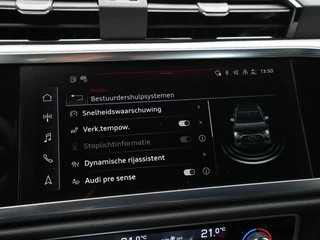 13:50
Bestuurdershulpsystemen
Snelheidswaarschuwing
Verk.tempow.
Stoplichtinformatie
Dynamische rijassistent
Audi pre sense
21.0°C